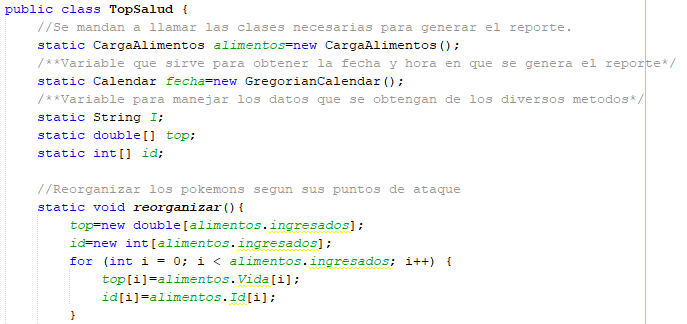 public class TopSalud {
//Se mandan a llamar las clases necesarias para generar el reporte.
static CargaAlimentos alimentos=new CargaAlimentos();
/**Variable que sirve para obtener la fecha y hora en que se genera el reporte*/
static Calendar fecha=new GregorianCalendar();
/**Variable para manejar los datos que se obtengan de los diversos metodos*/
static String I;
static double[] top;
static int[] id;
//Reorganizar los pokemons segun sus puntos de ataque
static void reorganizar(){
top=new double[alimentos.ingresados];
id=new int[alimentos.ingresados];
for (int i = 0; i < alimentos.ingresados; i++) {
top[i]=alimentos.Vida[i];
id[i]=alimentos.Id[i];
}